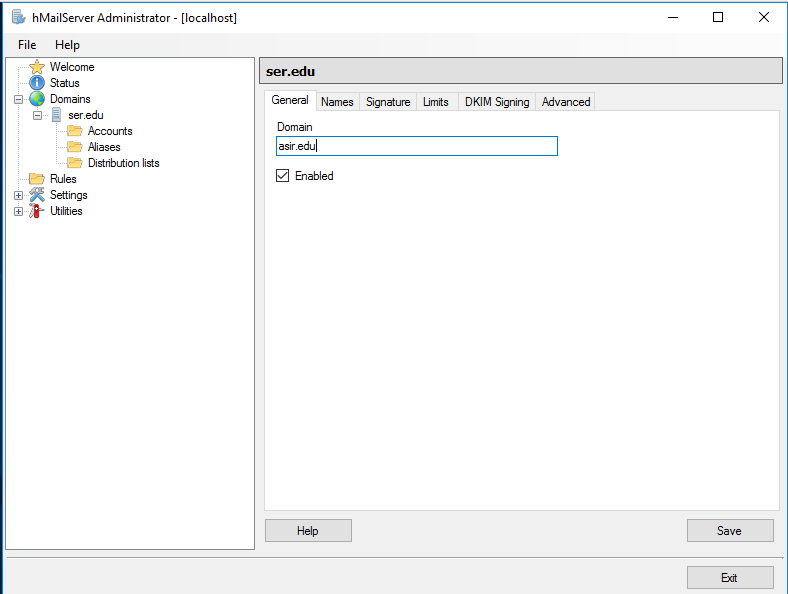 hMailServer Administrator - [localhost]
File Help
Welcome
Status
Domains
ser.edu
Accounts
Aliases
Distribution lists
Rules
Settings
Utilities
ser.edu
General Names Signature Limits DKIM Signing Advanced
Domain
asir.edu
Enabled
Help Save
Exit